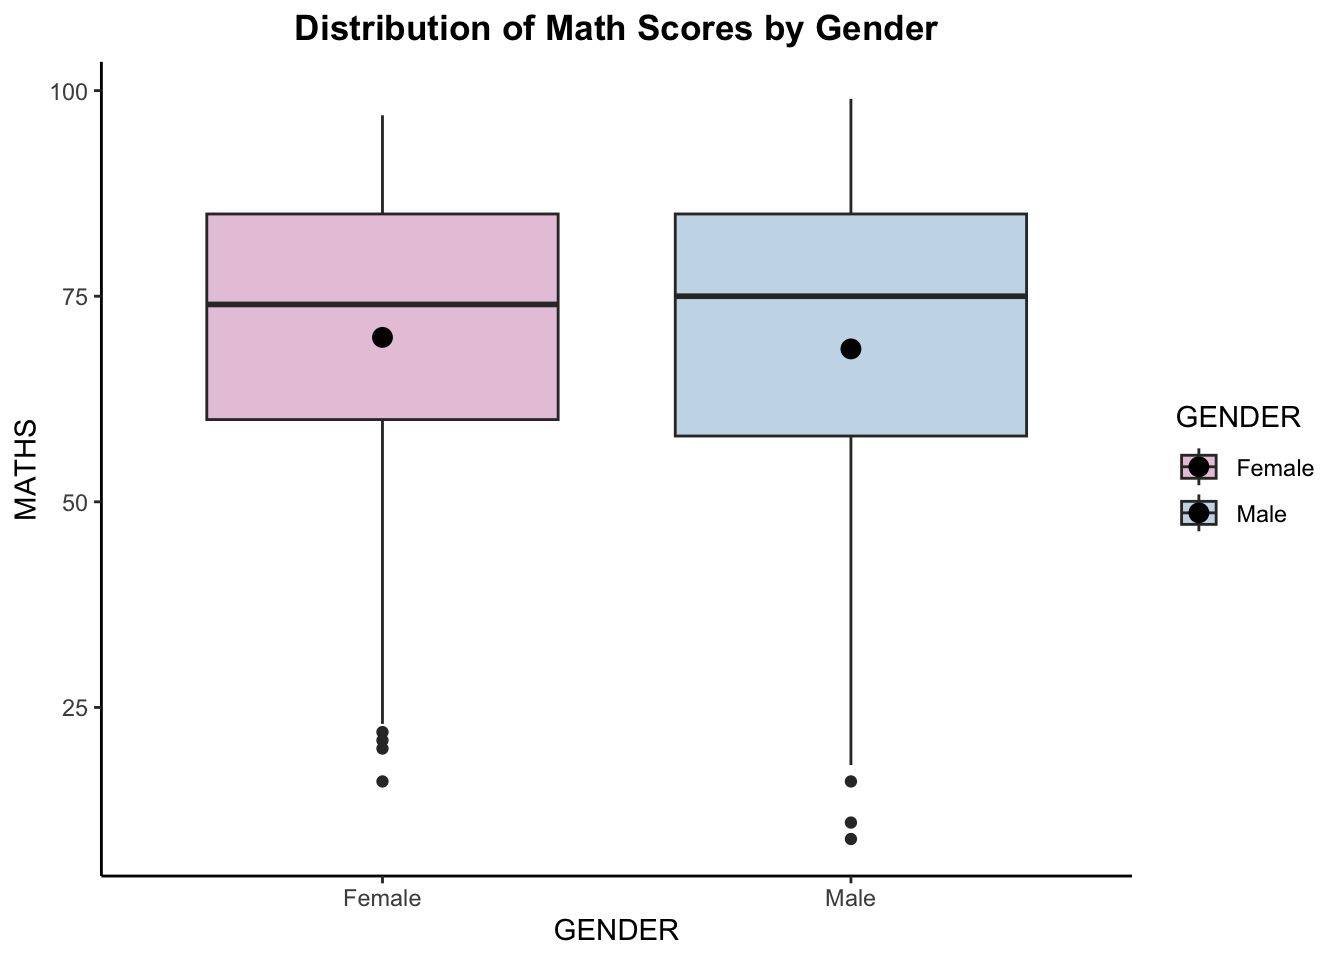 Distribution of Math Scores by Gender
MATHS
100
75
50
25
Female
Male
GENDER
GENDER
Female
Male